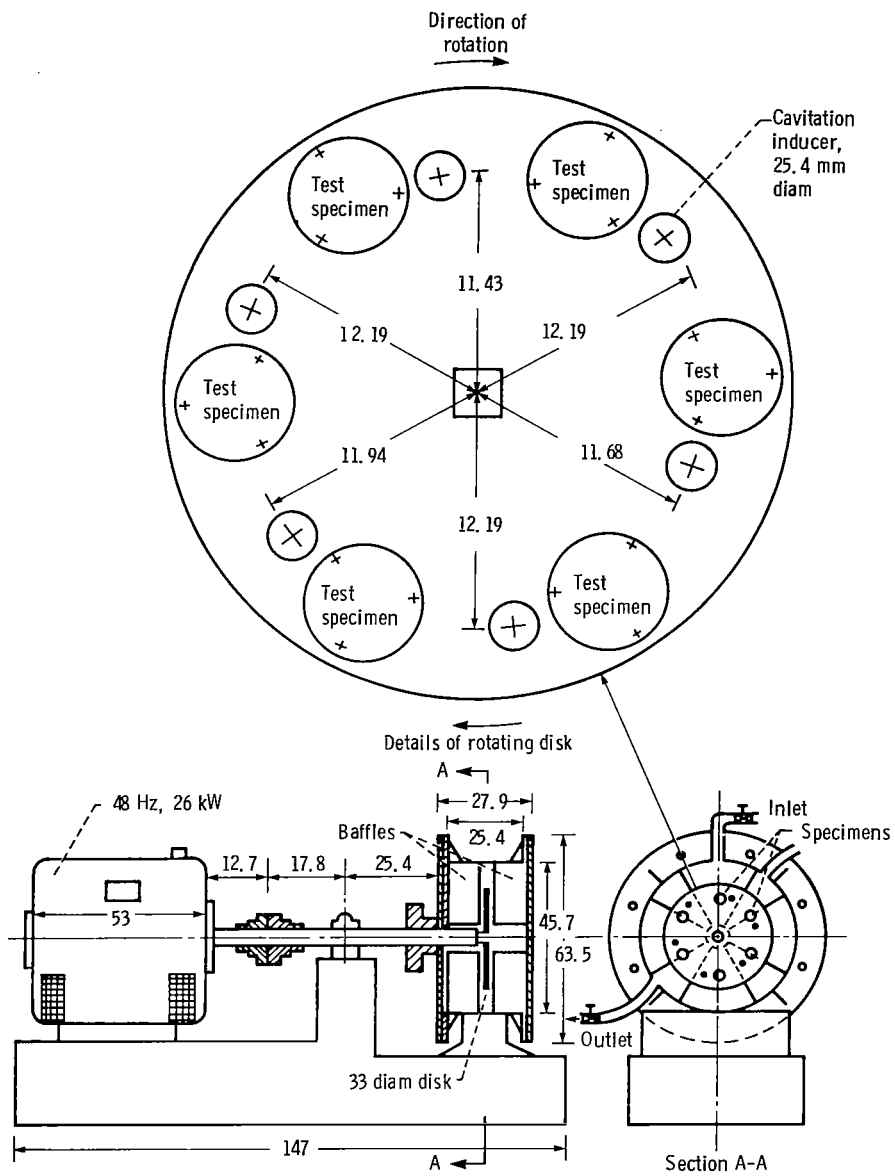 Direction of
rotation
Cavitation
inducer,
25.4 mm
diam
Test
specimen
Test
specimen
11.43
12.19
12.19
Test
specimen
Test
specimen
11.94
11.68
12.19
Test
specimen
Test
specimen
Details of rotating disk
A
48 Hz, 26 kW
27.9
Inlet
Baffles
25.4
Specimens
12.7
17.8
25.4
53
45.7
63.5
Outlet
33 diam disk
147
A
Section A-A